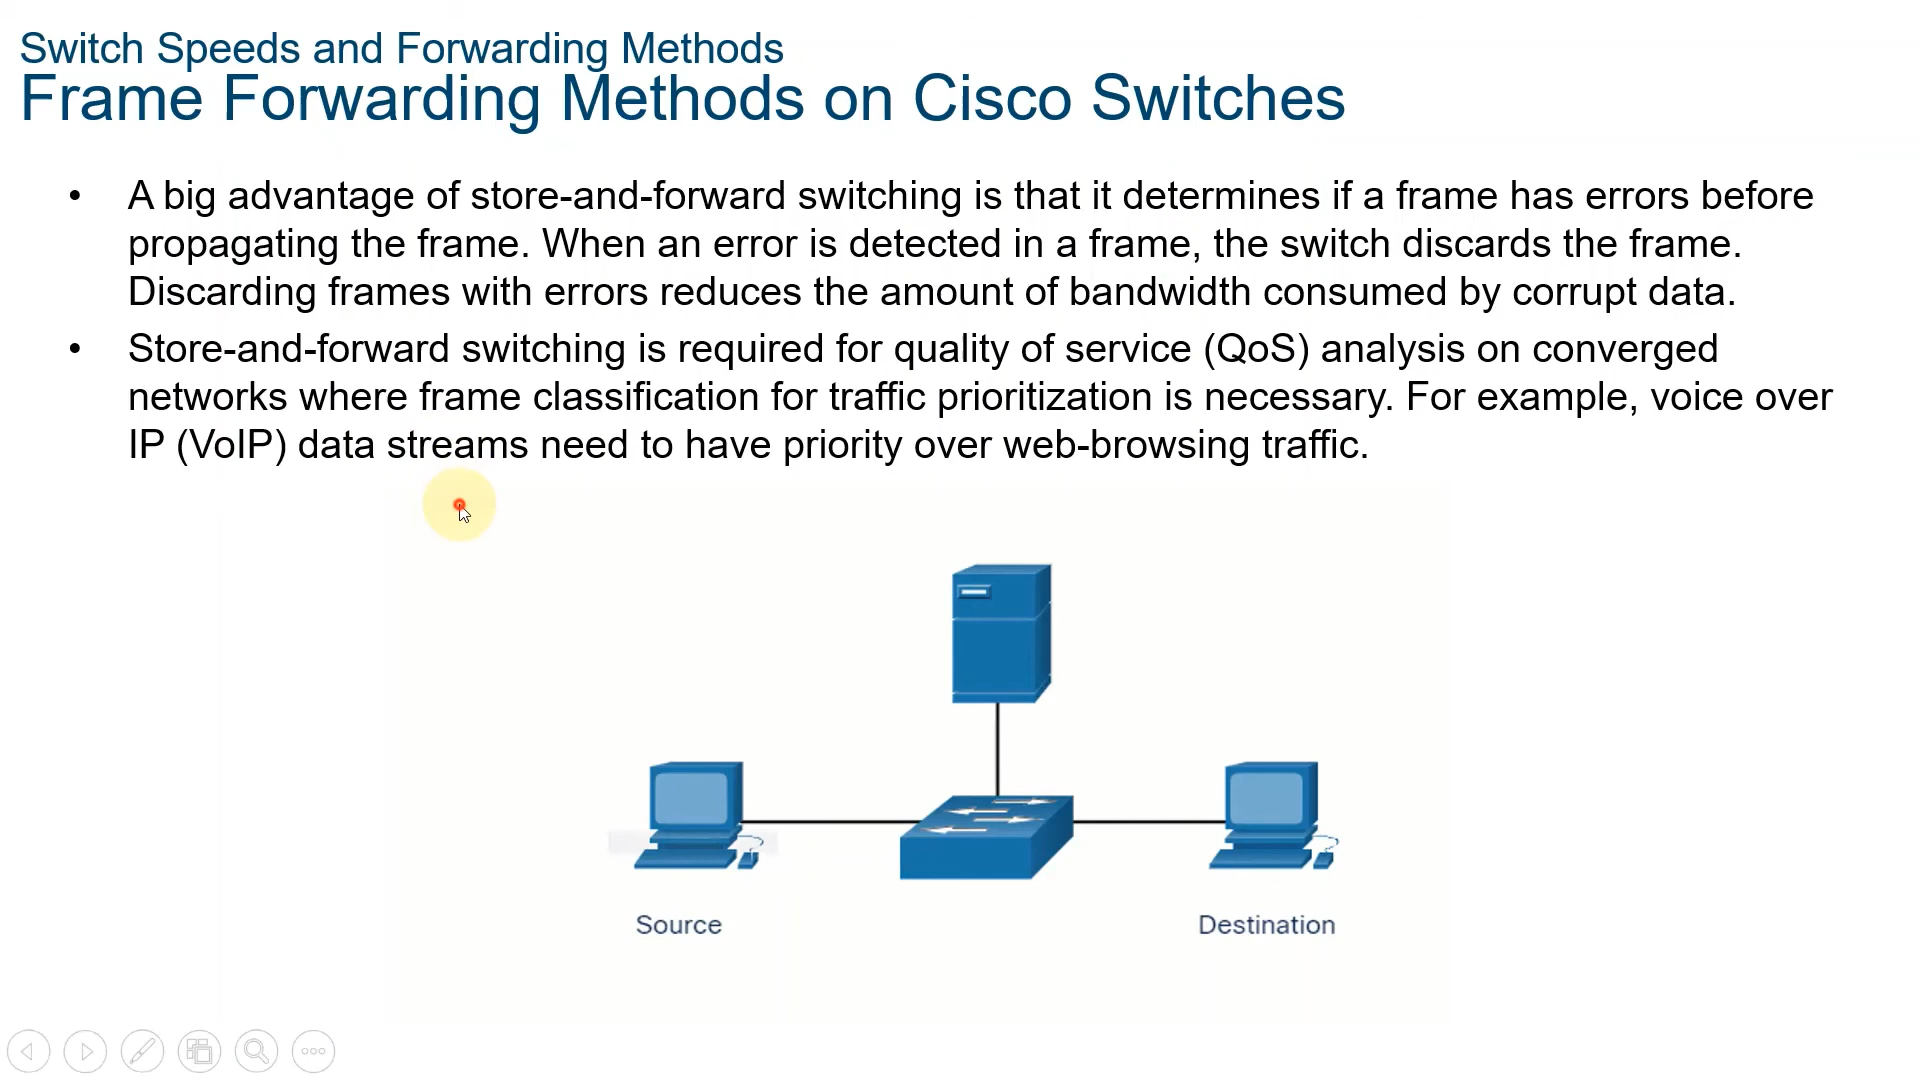 Switch Speeds and Forwarding Methods
Frame Forwarding Methods on Cisco Switches
• A big advantage of store-and-forward switching is that it determines if a frame has errors before
propagating the frame. When an error is detected in a frame, the switch discards the frame.
Discarding frames with errors reduces the amount of bandwidth consumed by corrupt data.
• Store-and-forward switching is required for quality of service (QoS) analysis on converged
networks where frame classification for traffic prioritization is necessary. For example, voice over
IP (VoIP) data streams need to have priority over web-browsing traffic.
Source
Destination